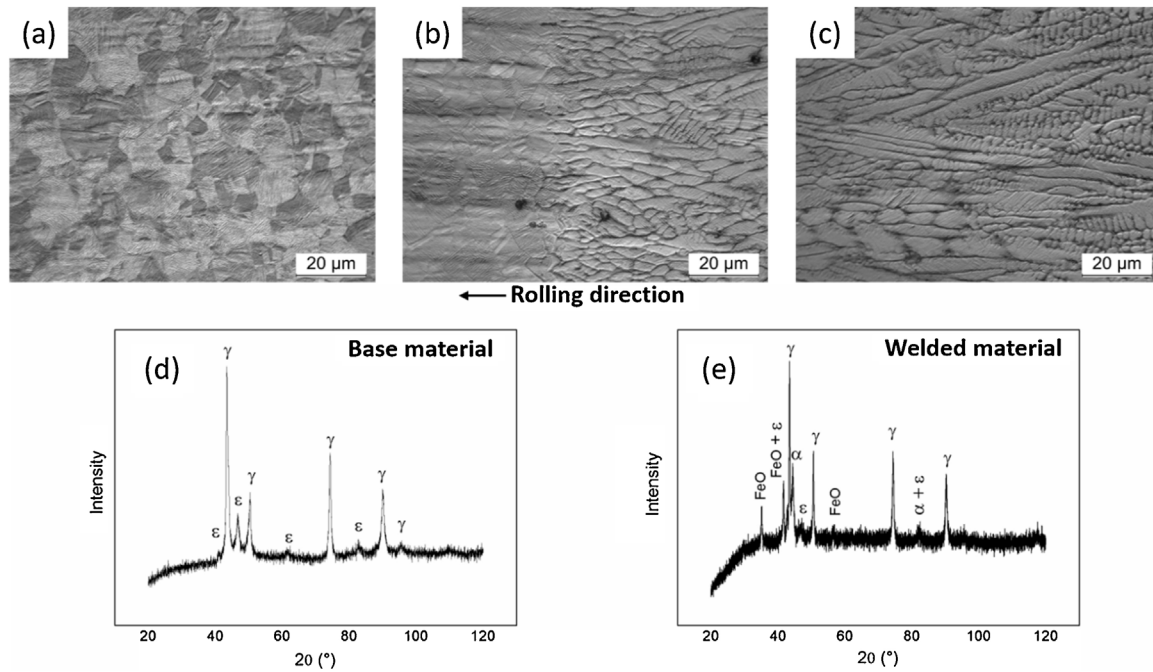 (a)
(b)
(c)
20 µm
20 µm
20 µm
Rolling direction
(d)
Base material
γ
ε
ε
γ
ε
γ
ε
γ
γ
Intensity
20
40
60
80
100
120
2θ (°)
(e)
Welded material
FeO
FeO + ε
γ
α
ε
γ
FeO
γ
α + ε
γ
Intensity
20
40
60
80
100
120
2θ (°)